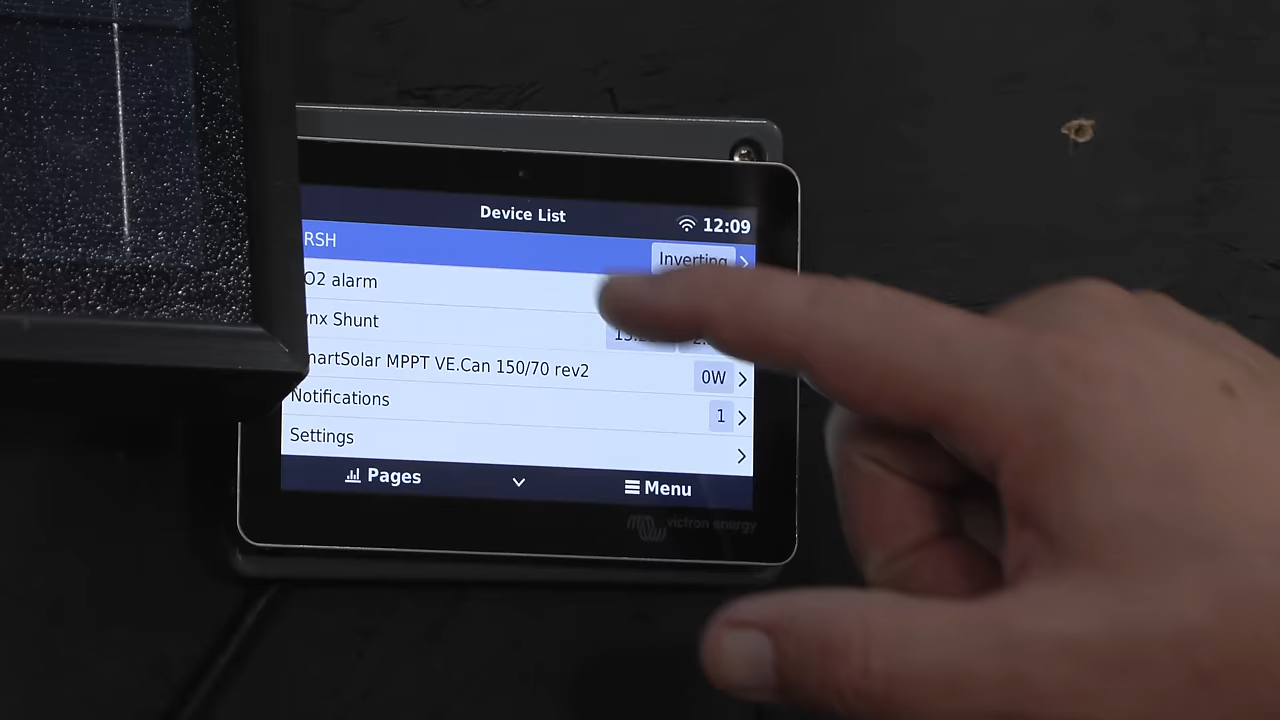 Device List 12:09
RSH Inverting
O2 alarm
ynx Shunt
martSolar MPPT VE.Can 150/70 rev2 0W
Notifications 1
Settings
Pages Menu
victron energy